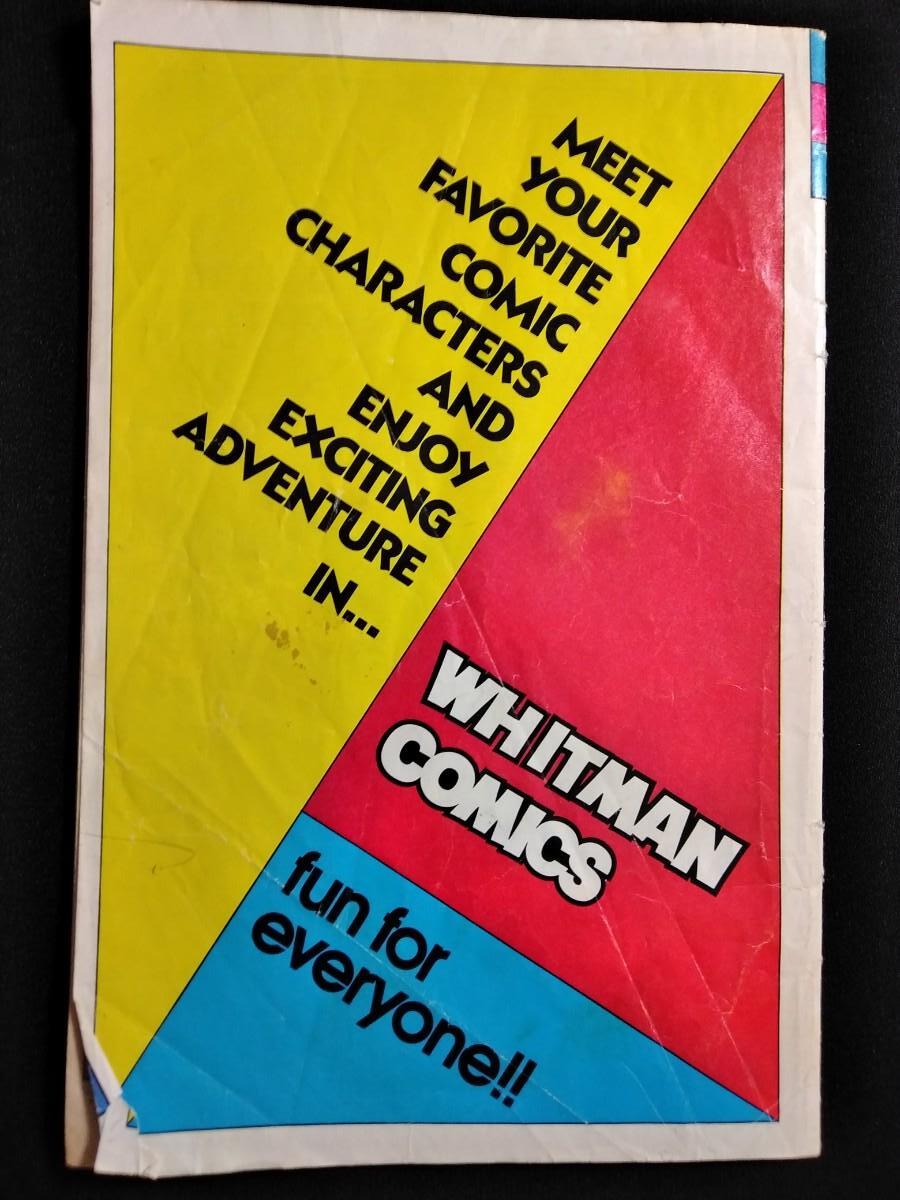 MEET
YOUR
FAVORITE
COMIC
CHARACTERS
AND
ENJOY
EXCITING
ADVENTURE
IN...
WHITMAN
COMICS
fun for
everyone!!